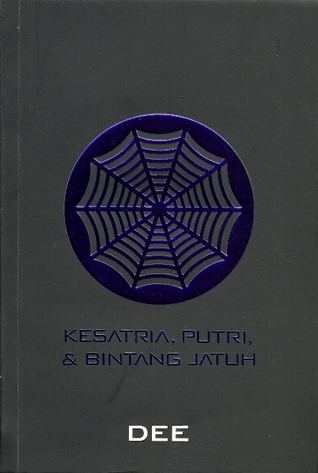 KESATRIA, PUTRI,
& BINTANG JATUH
DEE